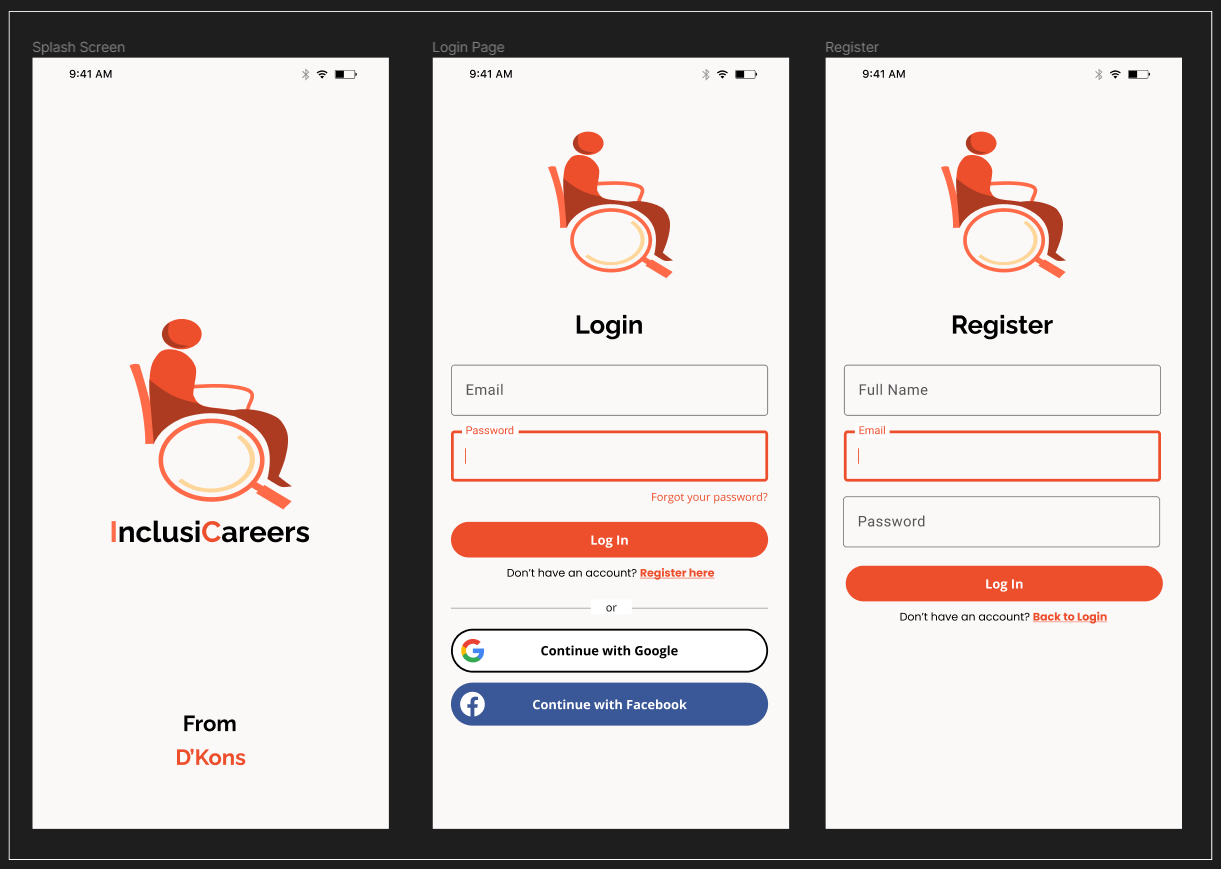 Splash Screen
9:41 AM
InclusiCareers
From
D'Kons
Login Page
9:41 AM
Login
Email
Password
Forgot your password?
Log In
Don't have an account? Register here
or
Continue with Google
Continue with Facebook
Register
9:41 AM
Register
Full Name
Email
Password
Log In
Don't have an account? Back to Login